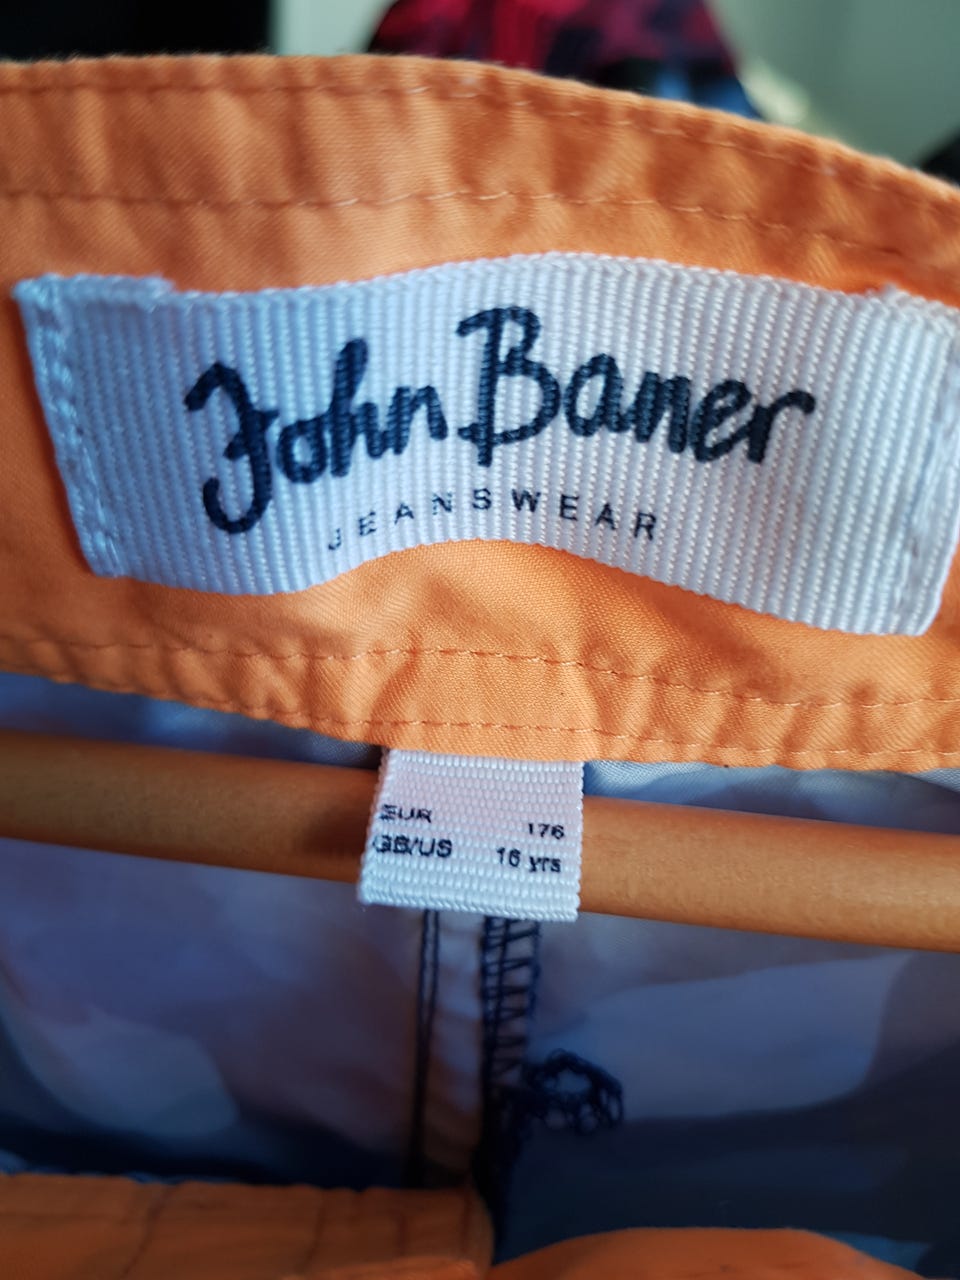 John Baner
JEANSWEAR
EUR 176
GB/US 16 yrs